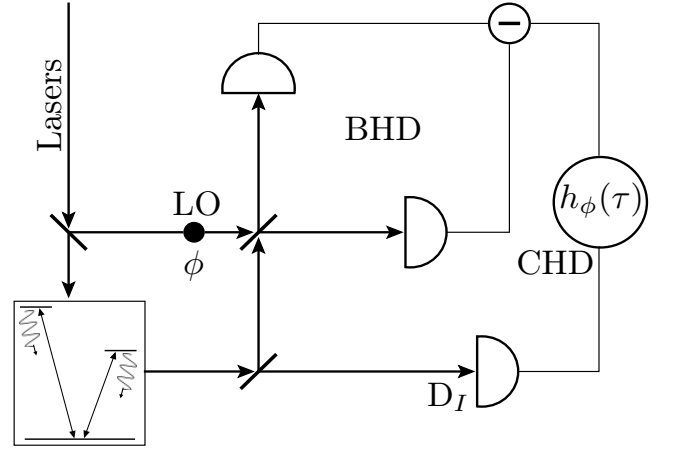 Lasers
BHD
LO
φ
h_φ(τ)
CHD
D_I